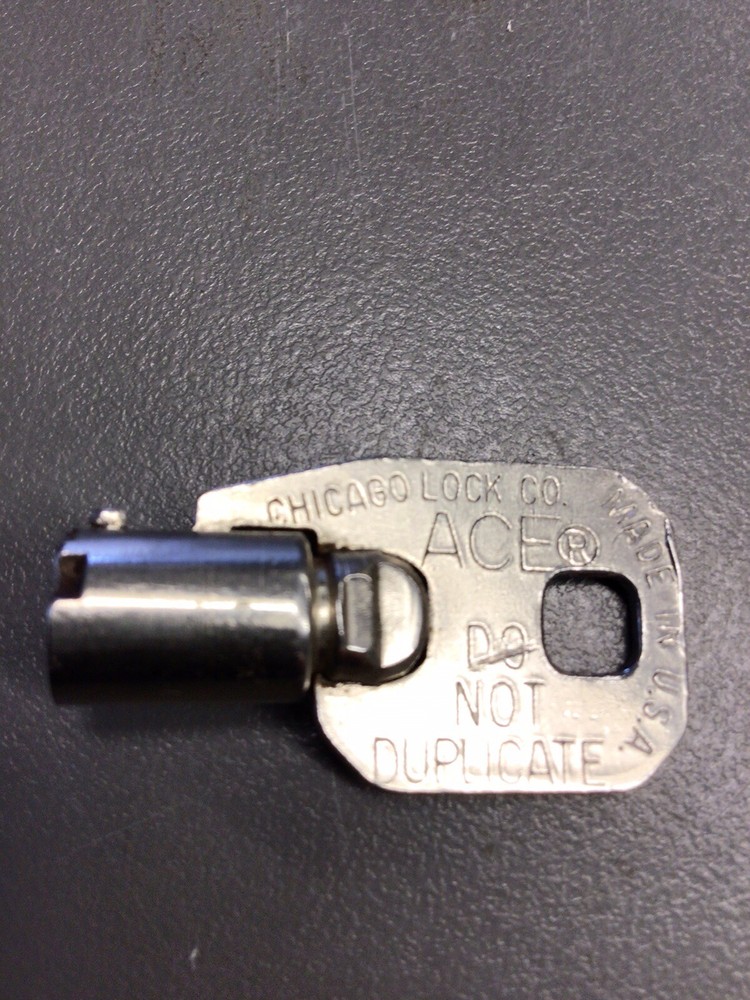 CHICAGO LOCK CO.
ACE®
MADE IN U.S.A.
DO
NOT
DUPLICATE